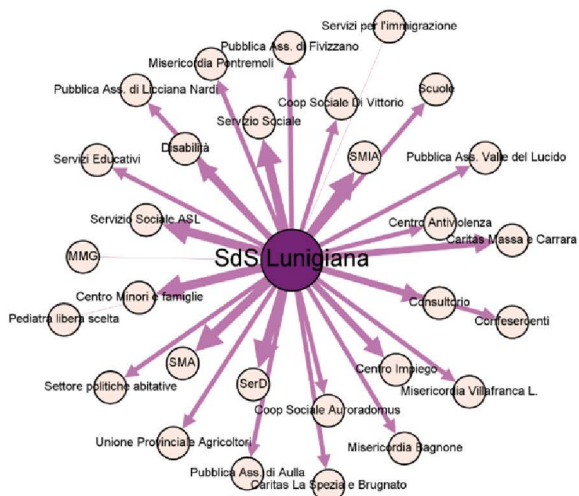 Servizi per l'immigrazione
Pubblica Ass. di Fivizzano
Misericordia Pontremoli
Pubblica Ass. di Licciana Nardi
Scuole
Coop Sociale Di Vittorio
Servizio Sociale
Disabilità
SMIA
Servizi Educativi
Pubblica Ass. Valle del Lucido
Servizio Sociale ASL
Centro Antiviolenza
Caritas Massa e Carrara
SdS Lunigiana
MMG
Centro Minori e famiglie
Consultorio
Pediatra libera scelta
Confesercenti
SMA
Centro Impiego
Settore politiche abitative
SerD
Misericordia Villafranca L.
Coop Sociale Auroradomus
Unione Provinciale Agricoltori
Misericordia Bagnone
Pubblica Ass. di Aulla
Caritas La Spezia e Brugnato